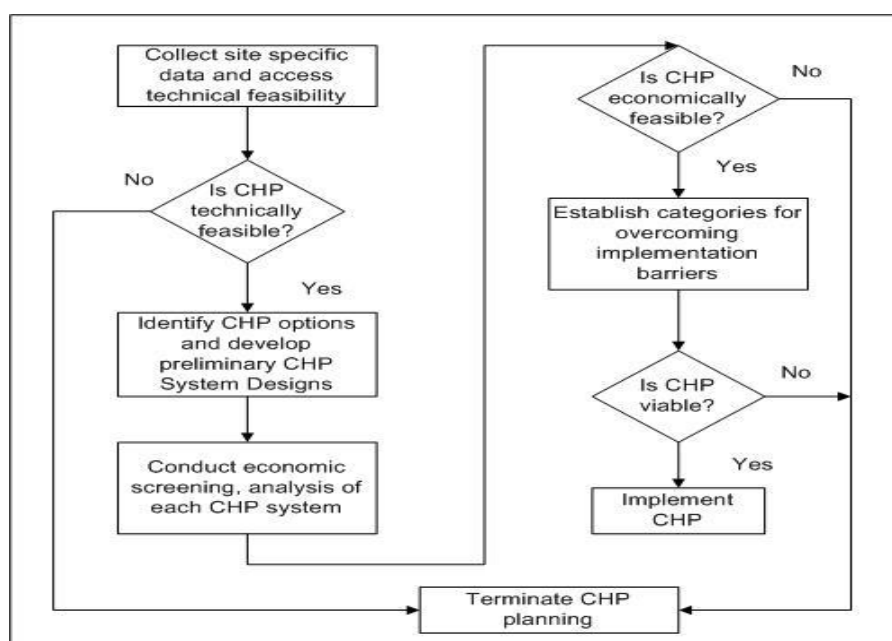 Collect site specific
data and access
technical feasibility
No
Is CHP
technically
feasible?
Yes
Identify CHP options
and develop
preliminary CHP
System Designs
Conduct economic
screening, analysis of
each CHP system
Is CHP
economically
feasible?
No
Yes
Establish categories for
overcoming
implementation
barriers
Is CHP
viable?
No
Yes
Implement
CHP
Terminate CHP
planning